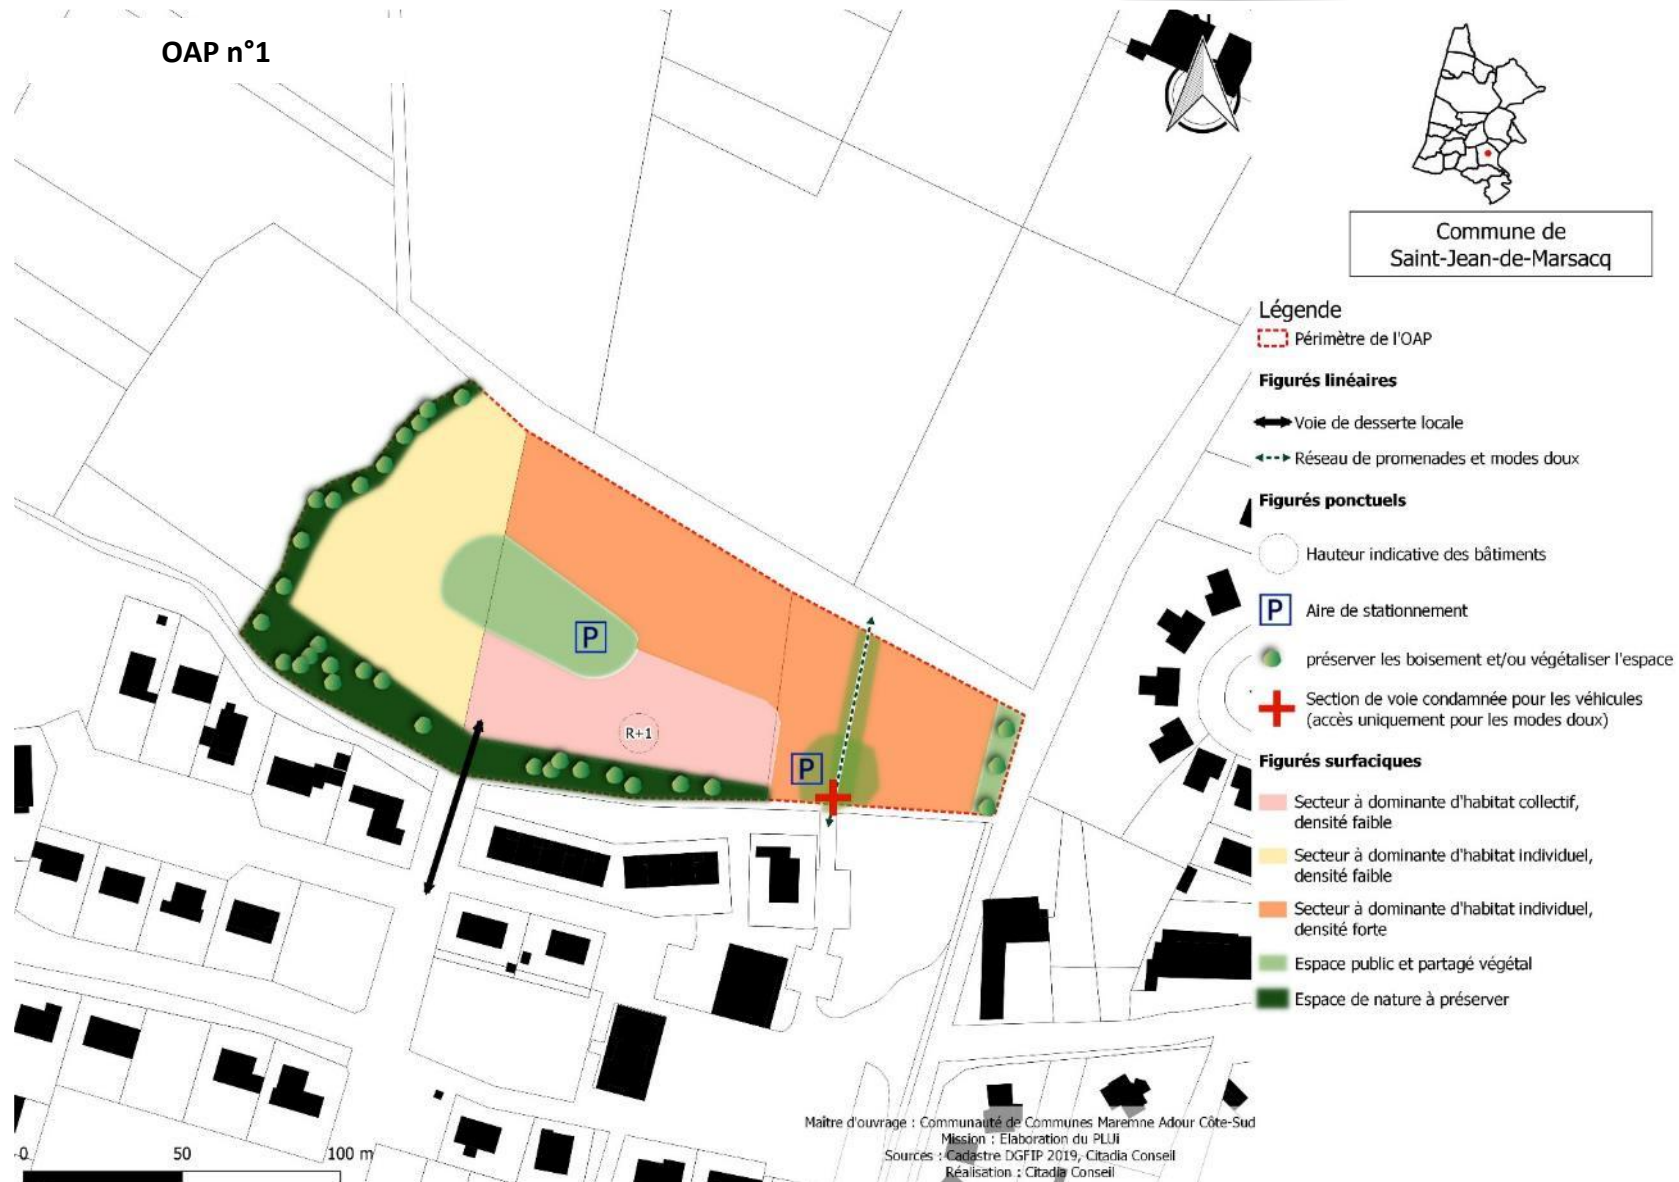 OAP n°1
Commune de
Saint-Jean-de-Marsacq
Légende
Périmètre de l'OAP
Figurés linéaires
Voie de desserte locale
Réseau de promenades et modes doux
Figurés ponctuels
Hauteur indicative des bâtiments
P
Aire de stationnement
préserver les boisement et/ou végétaliser l'espace
Section de voie condamnée pour les véhicules
(accès uniquement pour les modes doux)
Figurés surfaciques
Secteur à dominante d'habitat collectif,
densité faible
Secteur à dominante d'habitat individuel,
densité faible
Secteur à dominante d'habitat individuel,
densité forte
Espace public et partagé végétal
Espace de nature à préserver
P
R+1
P
0 50 100 m
Maître d'ouvrage : Communauté de Communes Maremne Adour Côte-Sud
Mission : Elaboration du PLUi
Sources : Cadastre DGFIP 2019, Citadia Conseil
Réalisation : Citadia Conseil